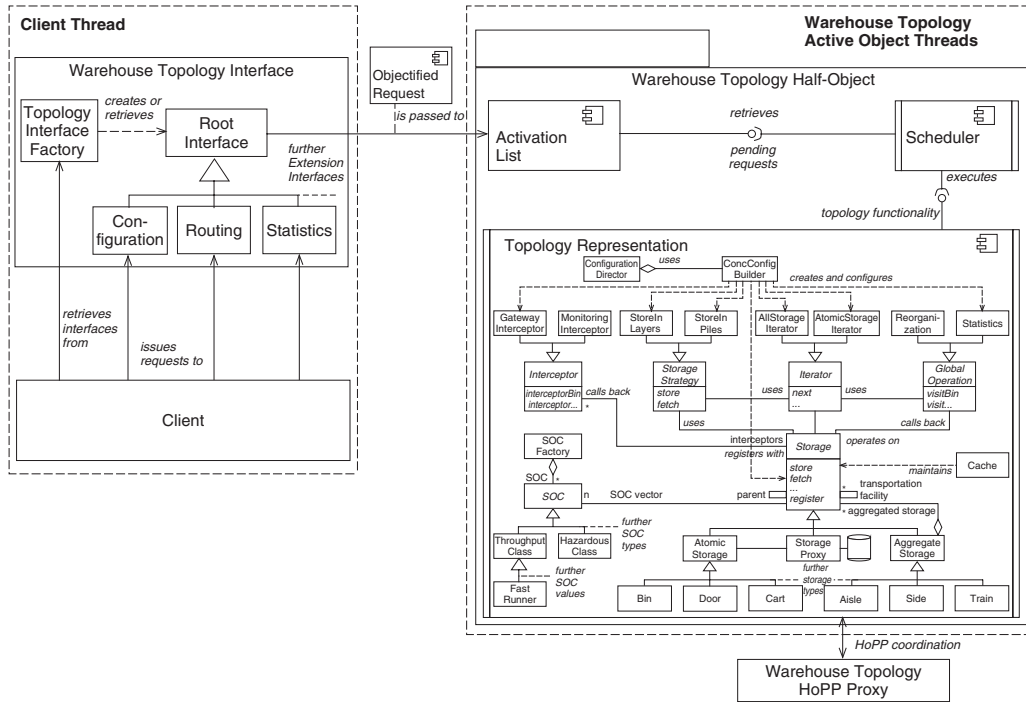 Client Thread
Warehouse Topology Interface
Topology
Interface
Factory
creates or
retrieves
Root
Interface
further
Extension
Interfaces
Con-
figuration
Routing
Statistics
retrieves
interfaces
from
issues
requests to
Client
Objectified
Request
is passed to
Warehouse Topology
Active Object Threads
Warehouse Topology Half-Object
Activation
List
retrieves
pending
requests
Scheduler
executes
topology functionality
Topology Representation
Configuration
Director
uses
ConcConfig
Builder
creates and configures
Gateway
Interceptor
Monitoring
Interceptor
StoreIn
Layers
StoreIn
Piles
AllStorage
Iterator
AtomicStorage
Iterator
Reorgani-
zation
Statistics
Interceptor
interceptorBin
interceptor...
calls back
*
Storage
Strategy
store
fetch
uses
Iterator
next
...
uses
Global
Operation
visitBin
visit...
uses
calls back
interceptors
registers with
Storage
operates on
store
fetch
...
register
maintains
Cache
SOC
Factory
SOC
*
SOC
n
SOC vector
parent
*
transportation
facility
* aggregated storage
further
SOC
types
Throughput
Class
Hazardous
Class
Atomic
Storage
Storage
Proxy
Aggregate
Storage
further
SOC
values
Fast
Runner
further
storage
types
Bin
Door
Cart
Aisle
Side
Train
HoPP coordination
Warehouse Topology
HoPP Proxy